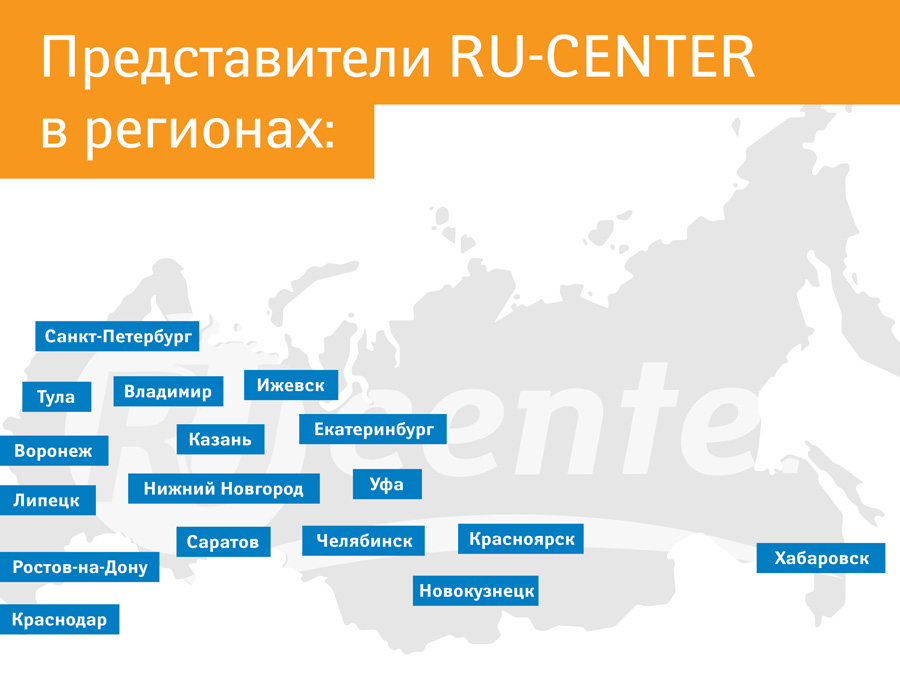 Представители RU-CENTER
в регионах:
Санкт-Петербург
Тула
Владимир
Ижевск
Воронеж
Казань
Екатеринбург
Липецк
Нижний Новгород
Уфа
Ростов-на-Дону
Саратов
Челябинск
Красноярск
Хабаровск
Новокузнецк
Краснодар
Ru center